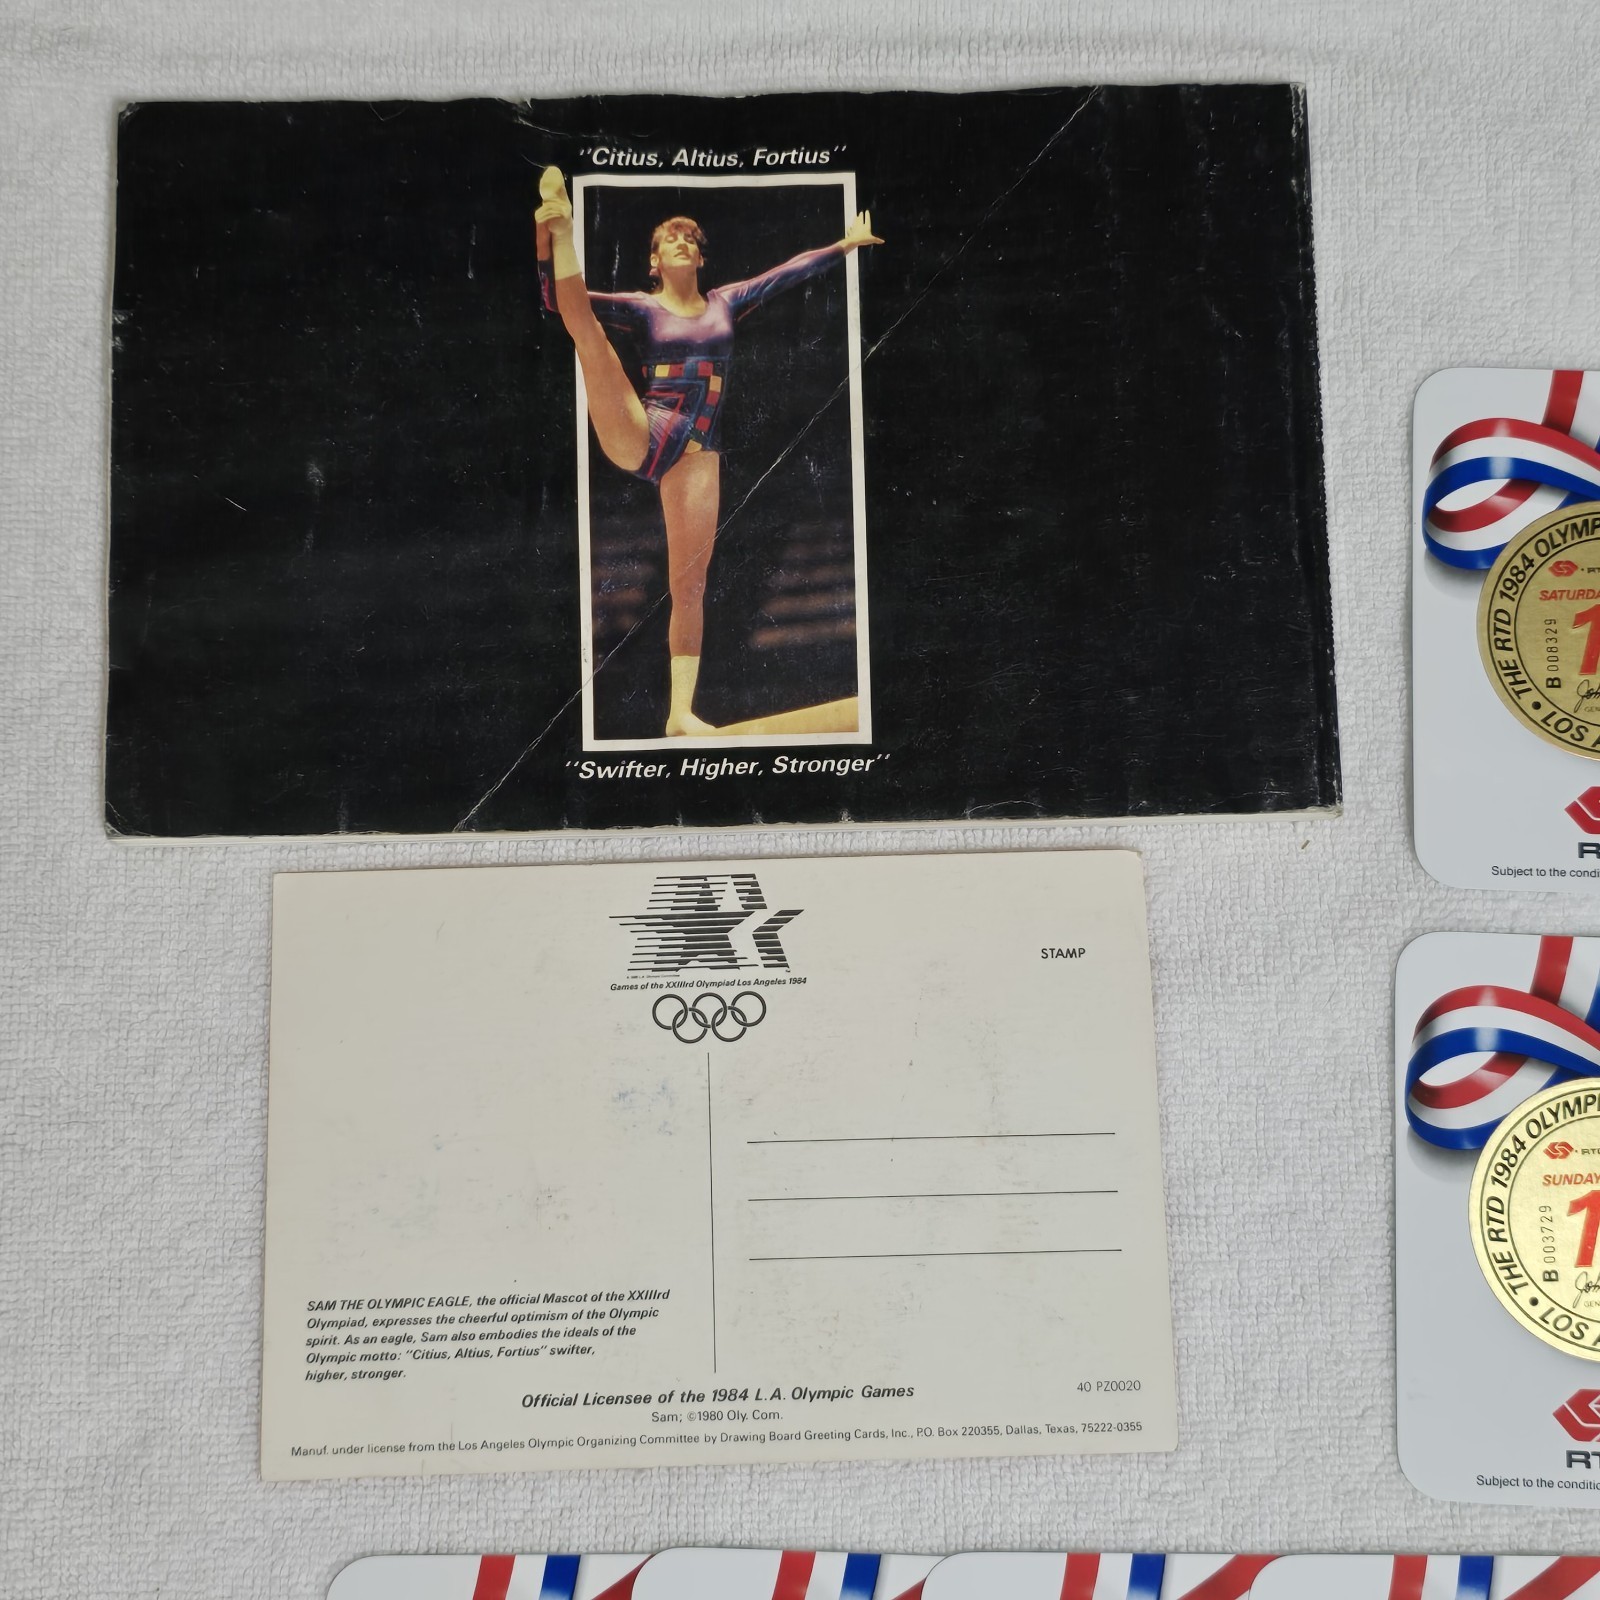 "Citius, Altius, Fortius"
"Swifter, Higher, Stronger"
Games of the XXIIIrd Olympiad Los Angeles 1984
STAMP
SAM THE OLYMPIC EAGLE, the official Mascot of the XXIIIrd
Olympiad, expresses the cheerful optimism of the Olympic
spirit. As an eagle, Sam also embodies the ideals of the
Olympic motto: "Citius, Altius, Fortius" swifter,
higher, stronger.
Official Licensee of the 1984 L.A. Olympic Games
40 PZ0020
Sam; ©1980 Oly. Com.
Manuf. under license from the Los Angeles Olympic Organizing Committee by Drawing Board Greeting Cards, Inc., P.O. Box 220355, Dallas, Texas, 75222-0355
THE RTD 1984 OLYMP
B 008329
LOS
Subject to the condi
THE RTD 1984 OLYMPI
SUNDAY
B 003729
LOS
Subject to the condition